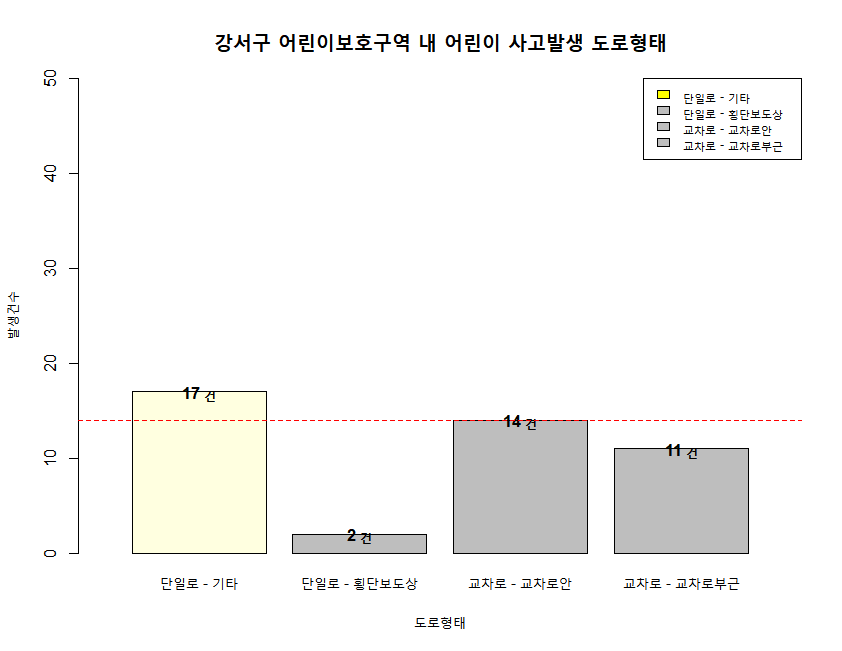 강서구 어린이보호구역 내 어린이 사고발생 도로형태
단일로 - 기타
단일로 - 횡단보도상
교차로 - 교차로안
교차로 - 교차로부근
발생건수
50
40
30
20
10
0
17 건
2 건
14 건
11 건
단일로 - 기타 단일로 - 횡단보도상 교차로 - 교차로안 교차로 - 교차로부근
도로형태